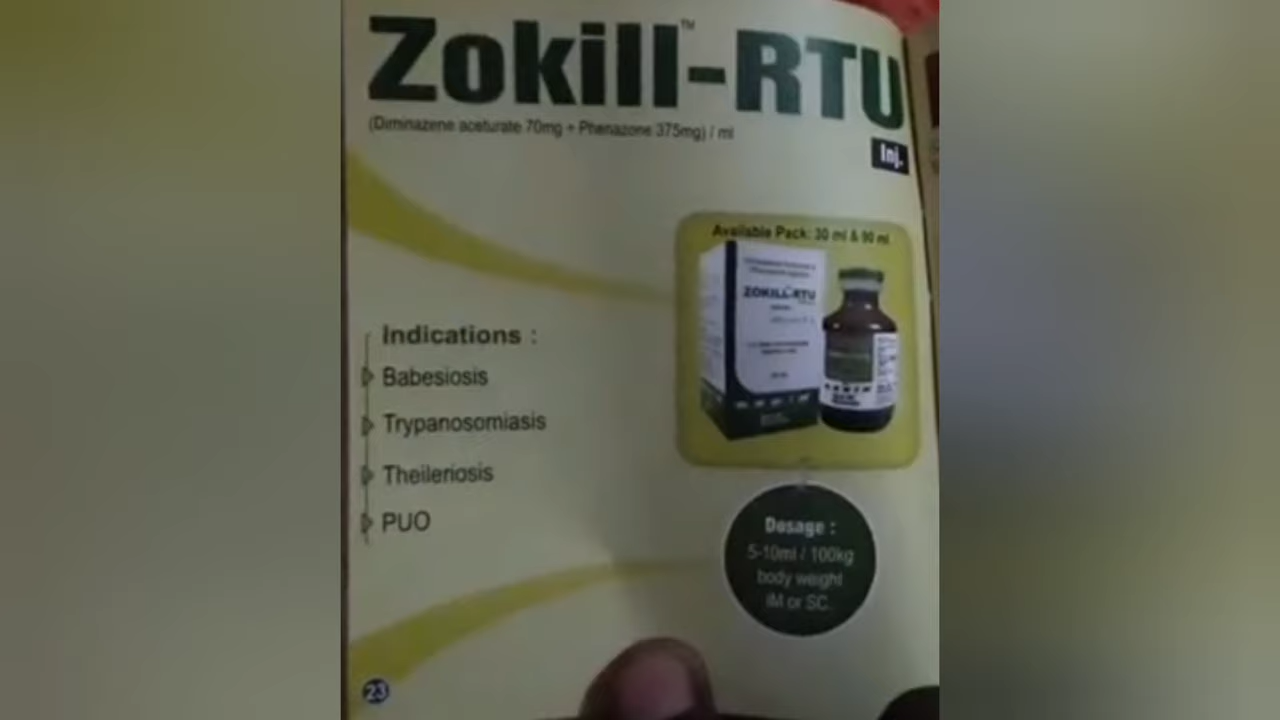 Zokill™-RTU
(Diminazene aceturate 70mg + Phenazone 375mg) / ml
Inj.
Available Pack: 30 ml & 90 ml
ZOKILL-RTU
Indications :
Babesiosis
Trypanosomiasis
Theileriosis
PUO
Dosage :
5-10ml / 100kg
body weight
IM or SC.
23